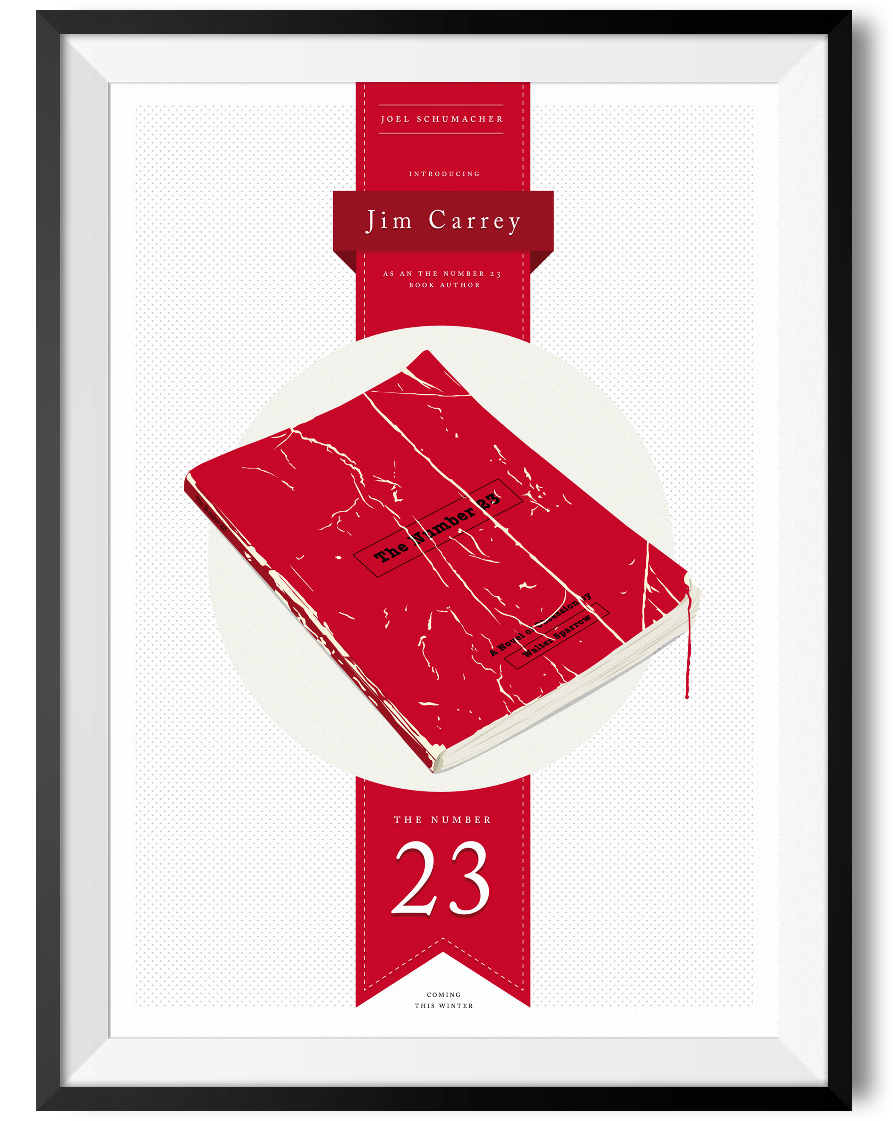 JOEL SCHUMACHER
INTRODUCING
Jim Carrey
AS AN THE NUMBER 23
BOOK AUTHOR
The Number 23
A Novel of Obsession by
Walter Sparrow
THE NUMBER
23
COMING
THIS WINTER